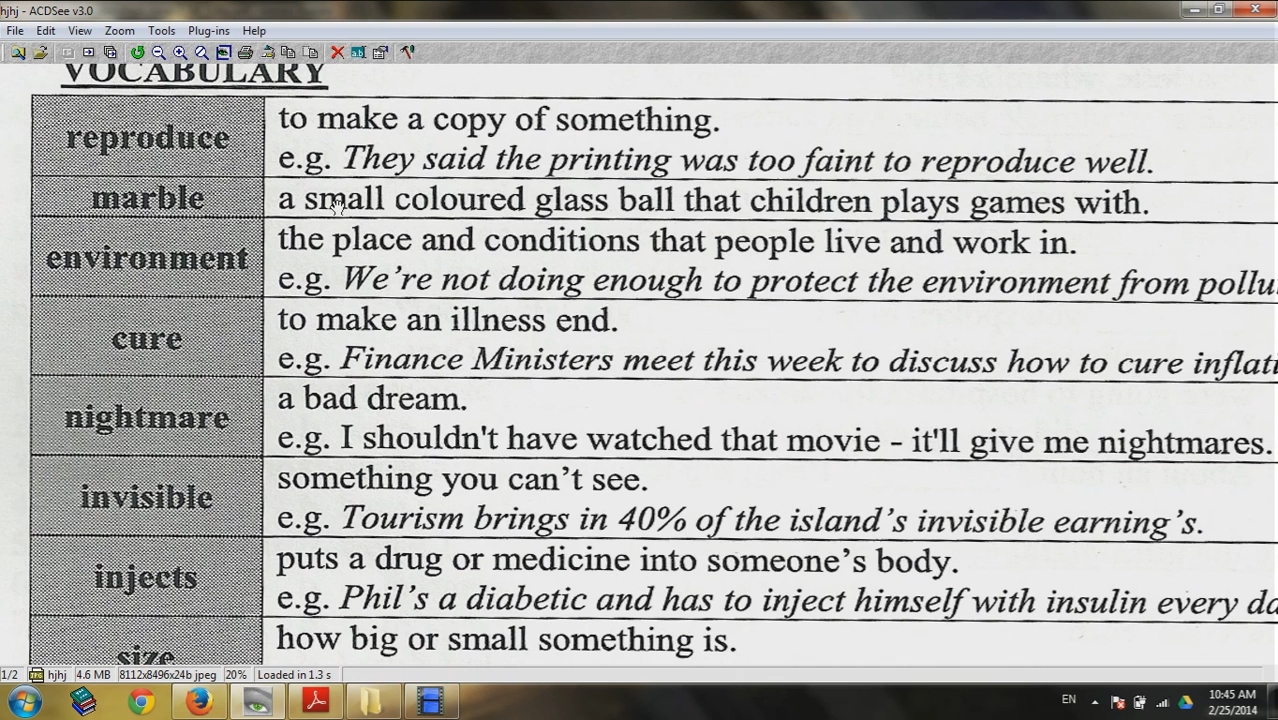 hjhj - ACDSee v3.0
File Edit View Zoom Tools Plug-ins Help
VOCABULARY
reproduce
to make a copy of something.
e.g. They said the printing was too faint to reproduce well.
marble
a small coloured glass ball that children plays games with.
environment
the place and conditions that people live and work in.
e.g. We're not doing enough to protect the environment from pollu
cure
to make an illness end.
e.g. Finance Ministers meet this week to discuss how to cure inflati
nightmare
a bad dream.
e.g. I shouldn't have watched that movie - it'll give me nightmares.
invisible
something you can't see.
e.g. Tourism brings in 40% of the island's invisible earning's.
injects
puts a drug or medicine into someone's body.
e.g. Phil's a diabetic and has to inject himself with insulin every da
size
how big or small something is.
1/2 hjhj 4.6 MB 8112x8496x24b jpeg 20% Loaded in 1.3 s
EN
10:45 AM
2/25/2014